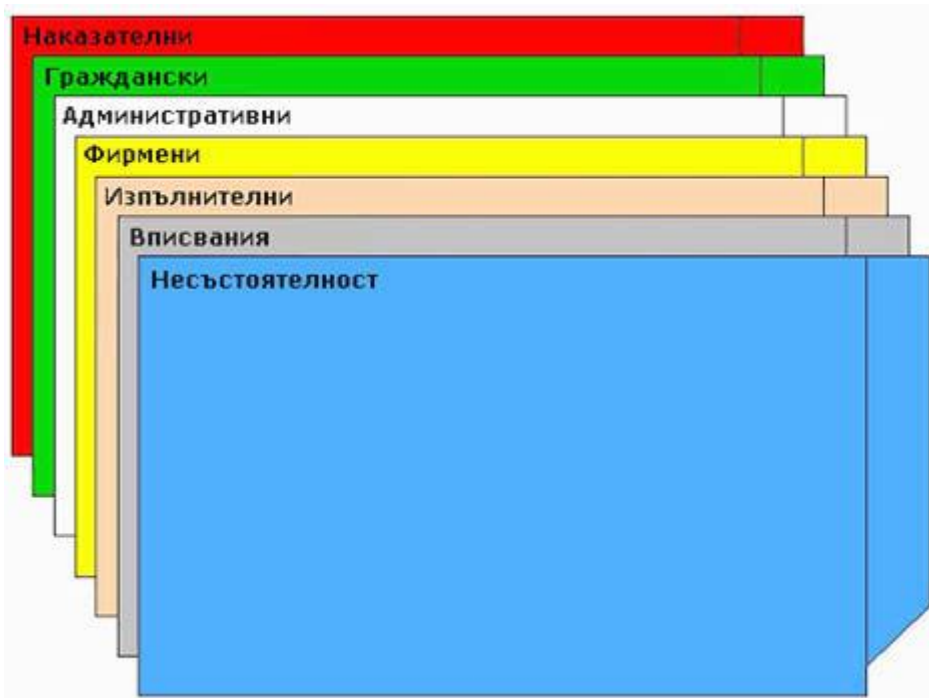 Наказателни
Граждански
Административни
Фирмени
Изпълнителни
Вписвания
Несъстоятелност